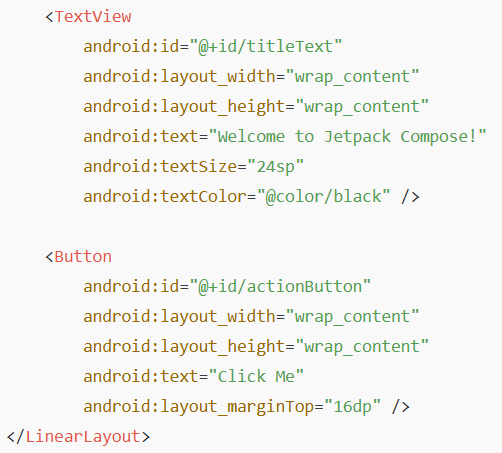 <TextView
android:id="@+id/titleText"
android:layout_width="wrap_content"
android:layout_height="wrap_content"
android:text="Welcome to Jetpack Compose!"
android:textSize="24sp"
android:textColor="@color/black" />
<Button
android:id="@+id/actionButton"
android:layout_width="wrap_content"
android:layout_height="wrap_content"
android:text="Click Me"
android:layout_marginTop="16dp" />
</LinearLayout>